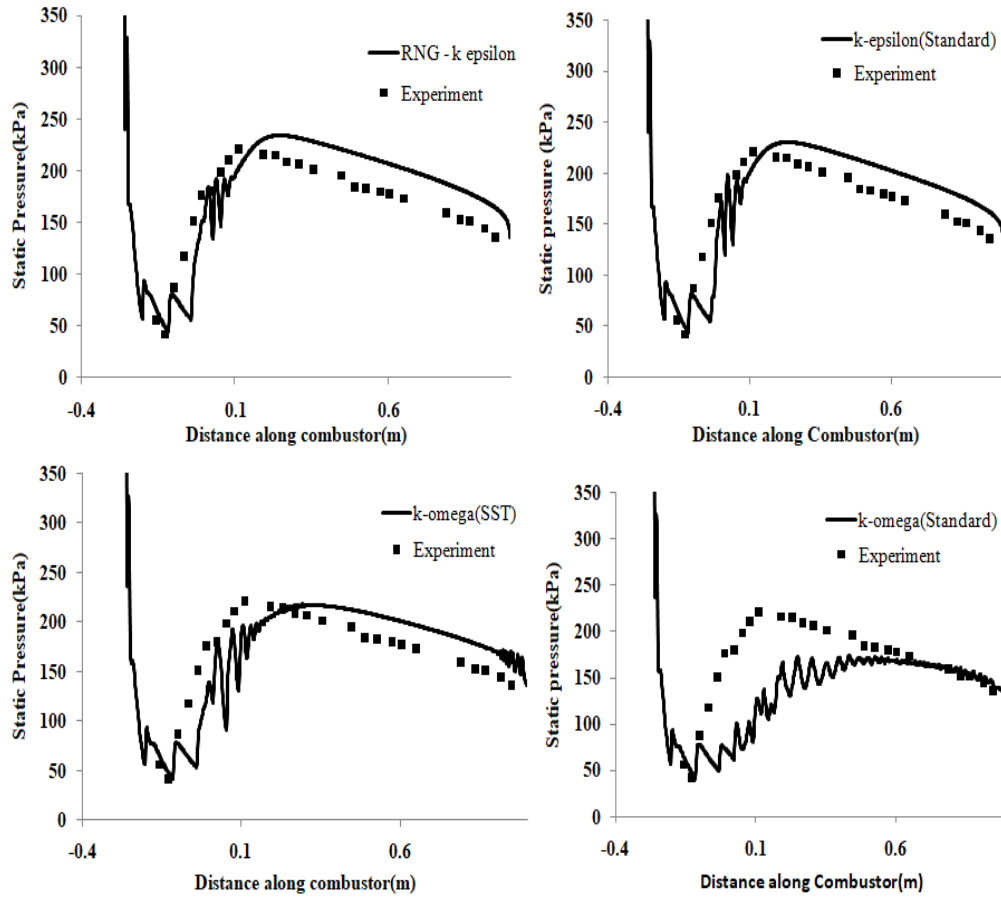 350
300
250
200
150
100
50
0
Static Pressure(kPa)
RNG - k epsilon
Experiment
-0.4
0.1
0.6
Distance along combustor(m)
350
300
250
200
150
100
50
0
Static pressure (kPa)
k-epsilon(Standard)
Experiment
-0.4
0.1
0.6
Distance along Combustor(m)
350
300
250
200
150
100
50
0
Static Pressure(kPa)
k-omega(SST)
Experiment
-0.4
0.1
0.6
Distance along combustor(m)
350
300
250
200
150
100
50
0
Static pressure(kPa)
k-omega(Standard)
Experiment
-0.4
0.1
0.6
Distance along Combustor(m)